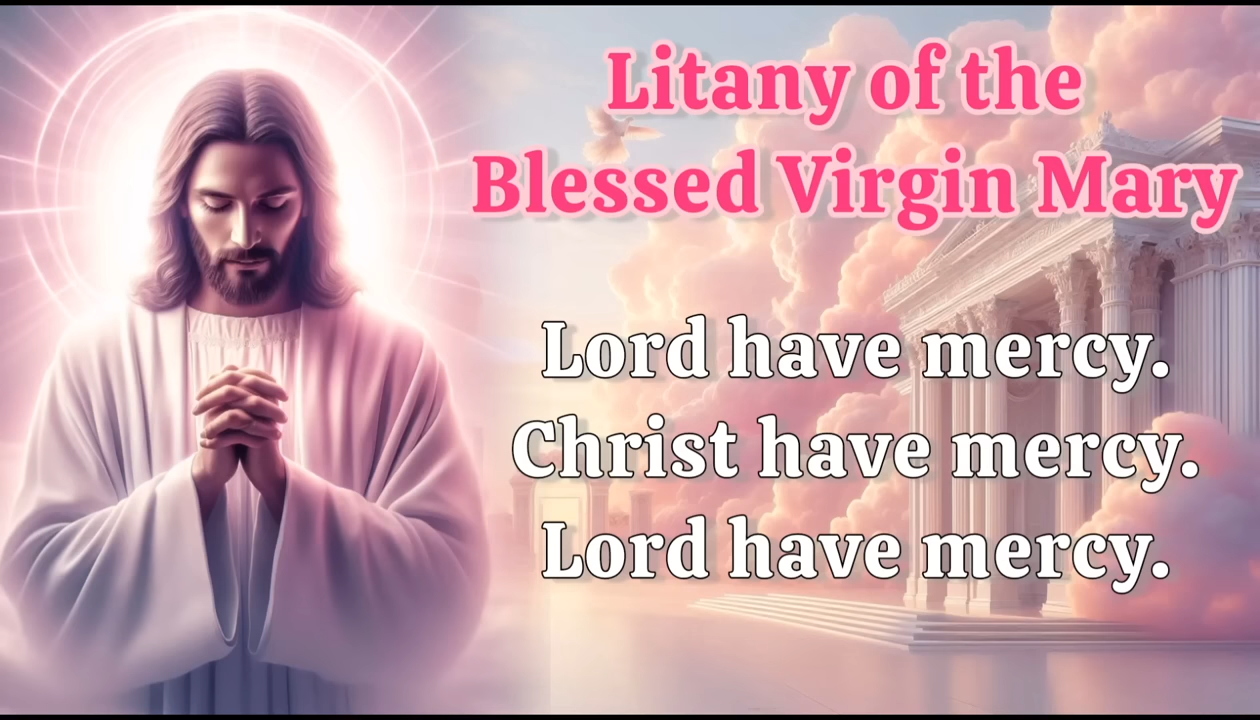 Litany of the
Blessed Virgin Mary
Lord have mercy.
Christ have mercy.
Lord have mercy.